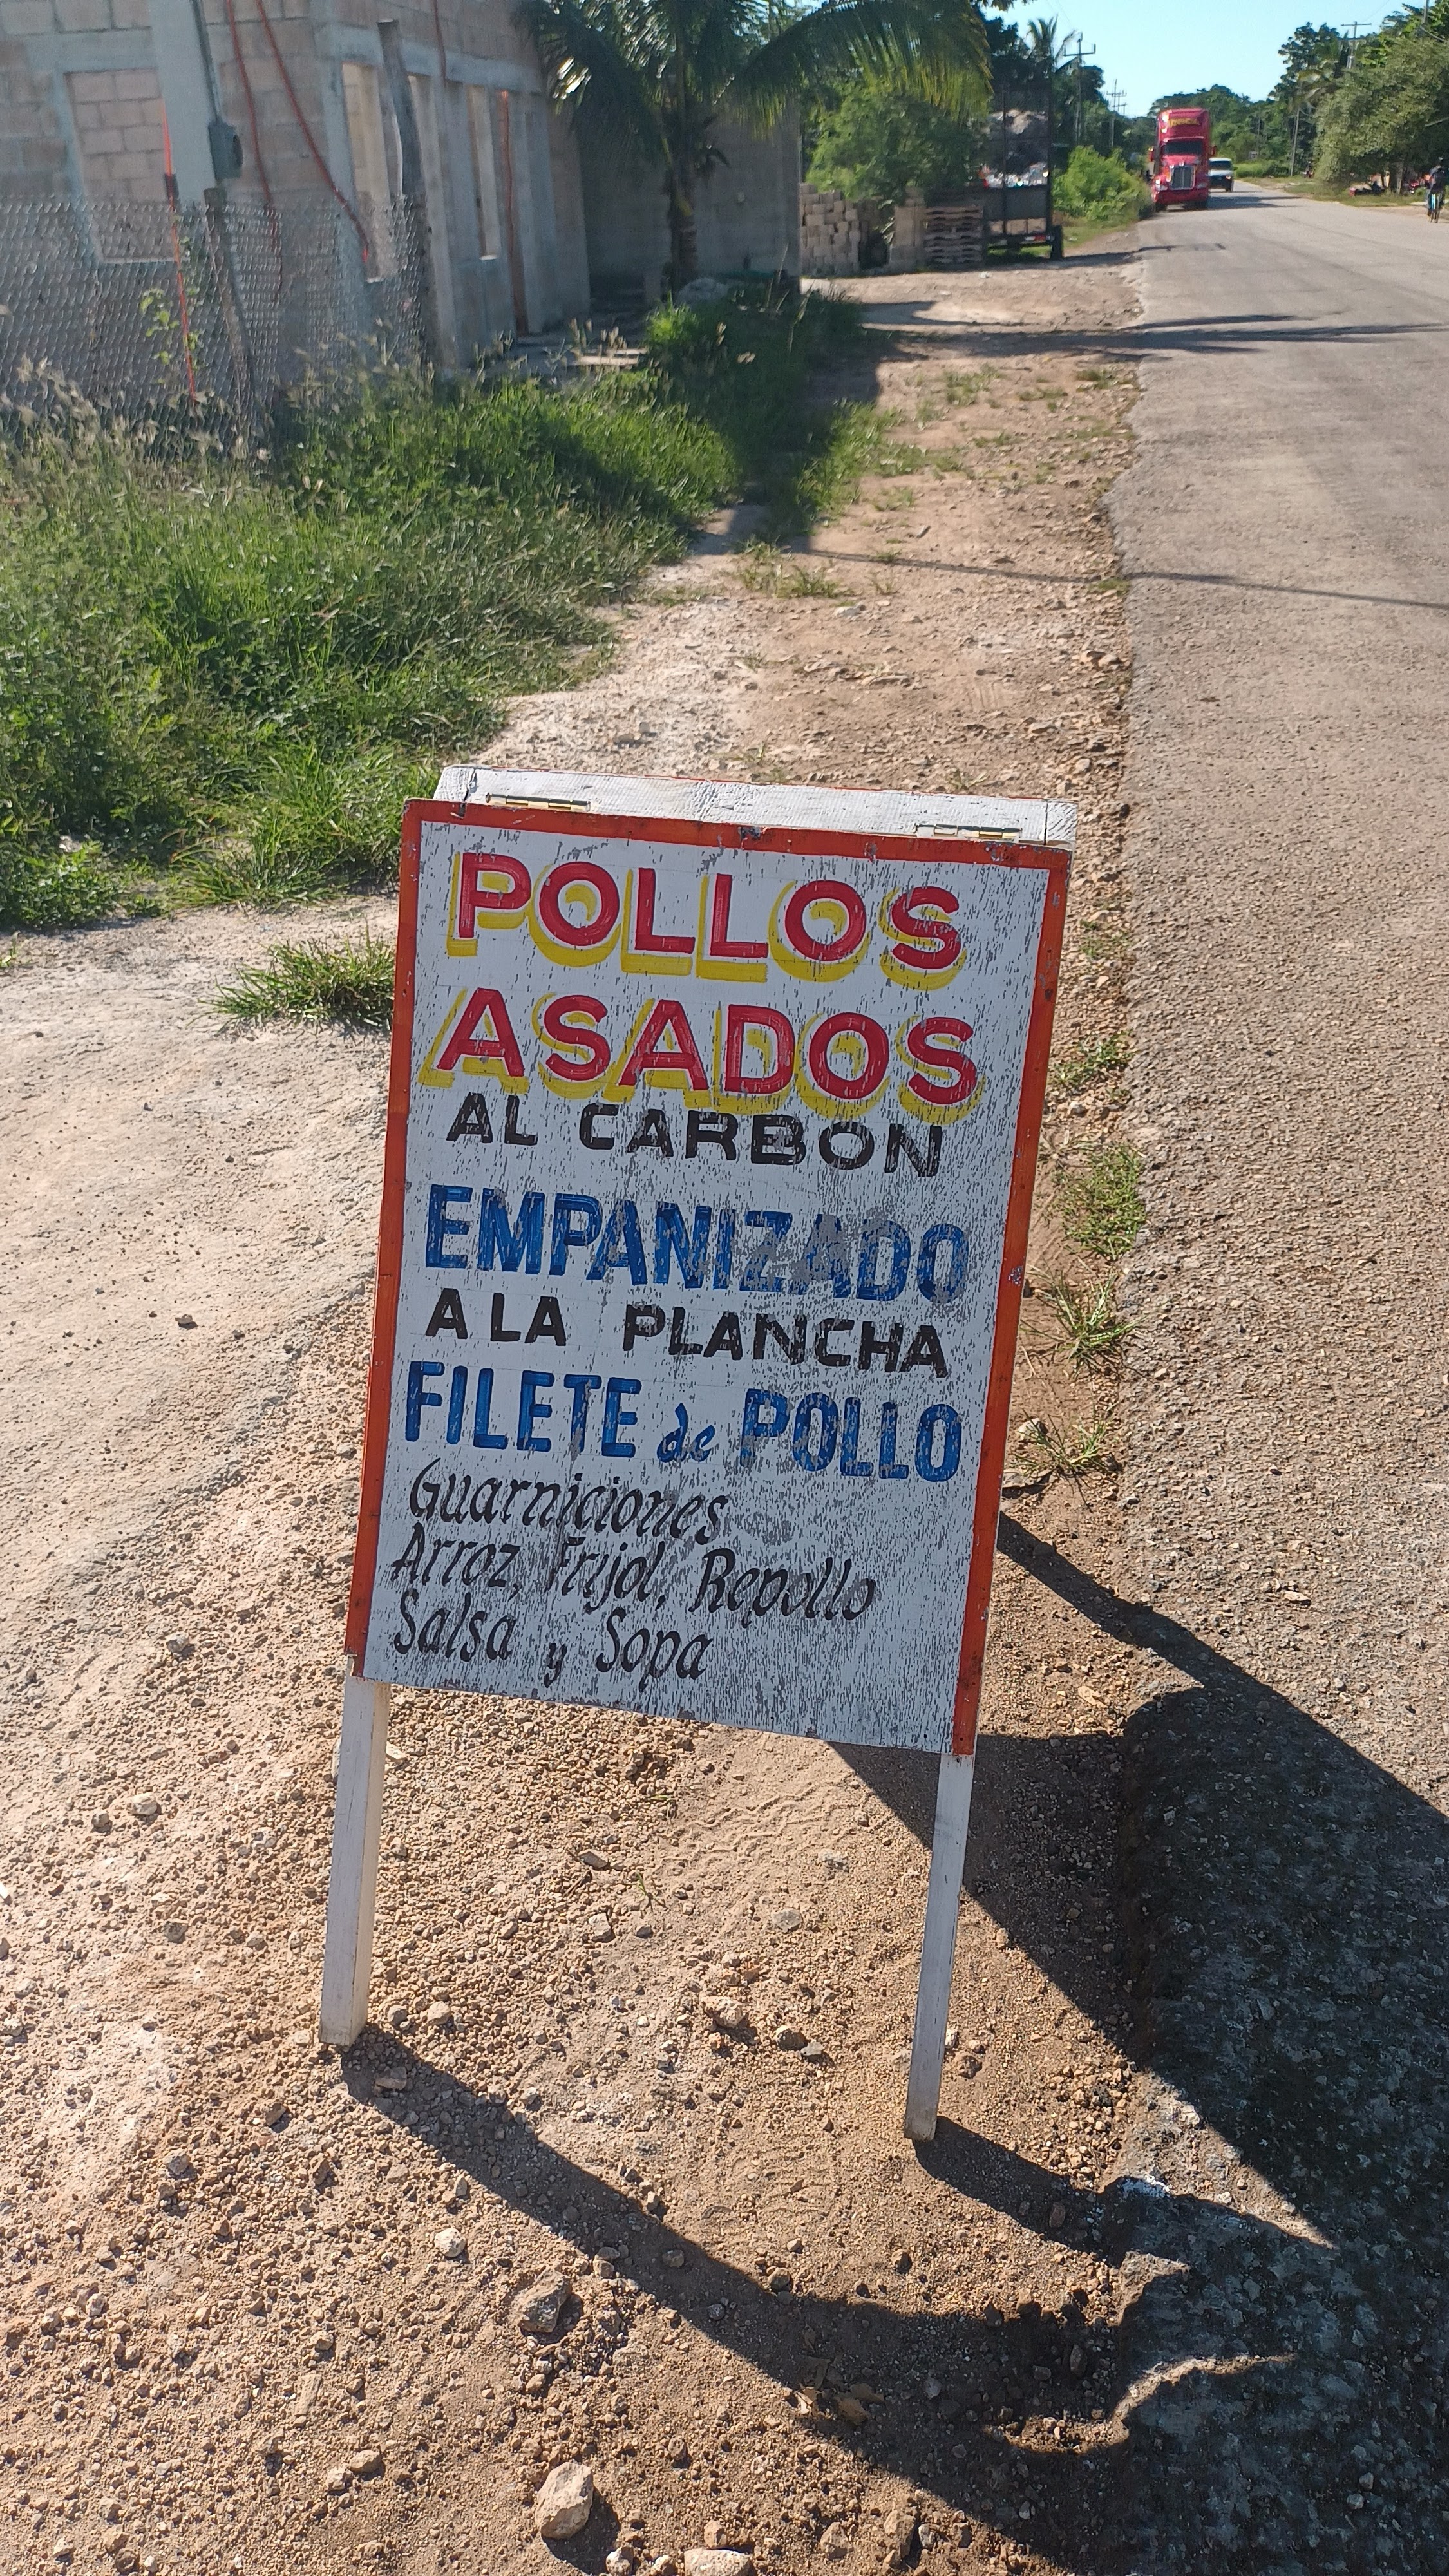 POLLOS
ASADOS
AL CARBON
EMPANIZADO
A LA PLANCHA
FILETE de POLLO
Guarniciones
Arroz, Frijol, Repollo
Salsa y Sopa